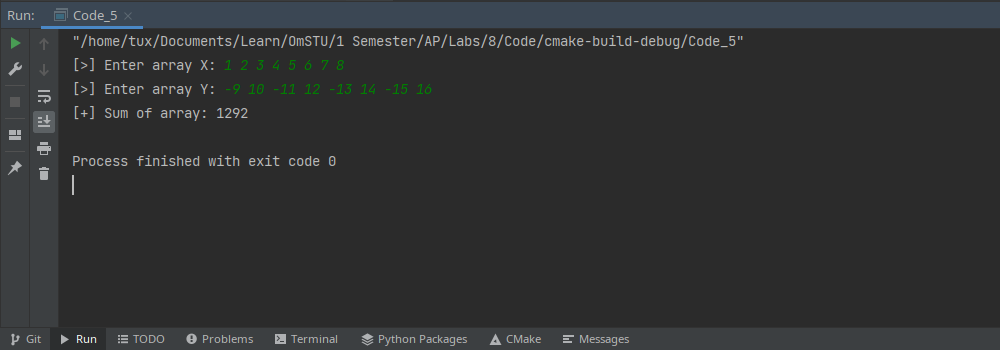 Run: Code_5
"/home/tux/Documents/Learn/OmSTU/1 Semester/AP/Labs/8/Code/cmake-build-debug/Code_5"
[>] Enter array X: 1 2 3 4 5 6 7 8
[>] Enter array Y: -9 10 -11 12 -13 14 -15 16
[+] Sum of array: 1292
Process finished with exit code 0
Git Run TODO Problems Terminal Python Packages CMake Messages